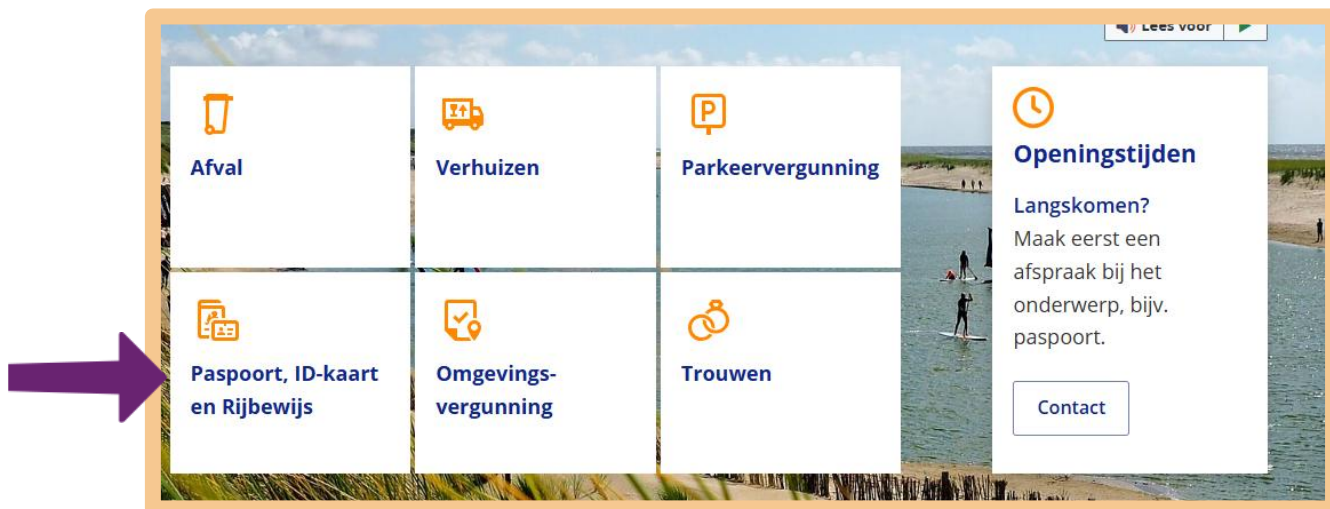 Lees voor
Afval
Verhuizen
Parkeervergunning
Openingstijden
Langskomen?
Maak eerst een
afspraak bij het
onderwerp, bijv.
paspoort.
Contact
Paspoort, ID-kaart
en Rijbewijs
Omgevings-
vergunning
Trouwen